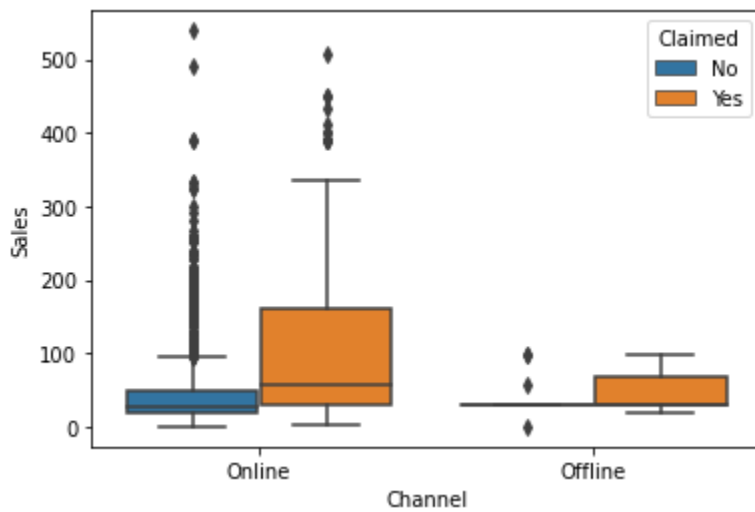 Claimed
No
Yes
500
400
300
200
100
0
Sales
Online
Offline
Channel